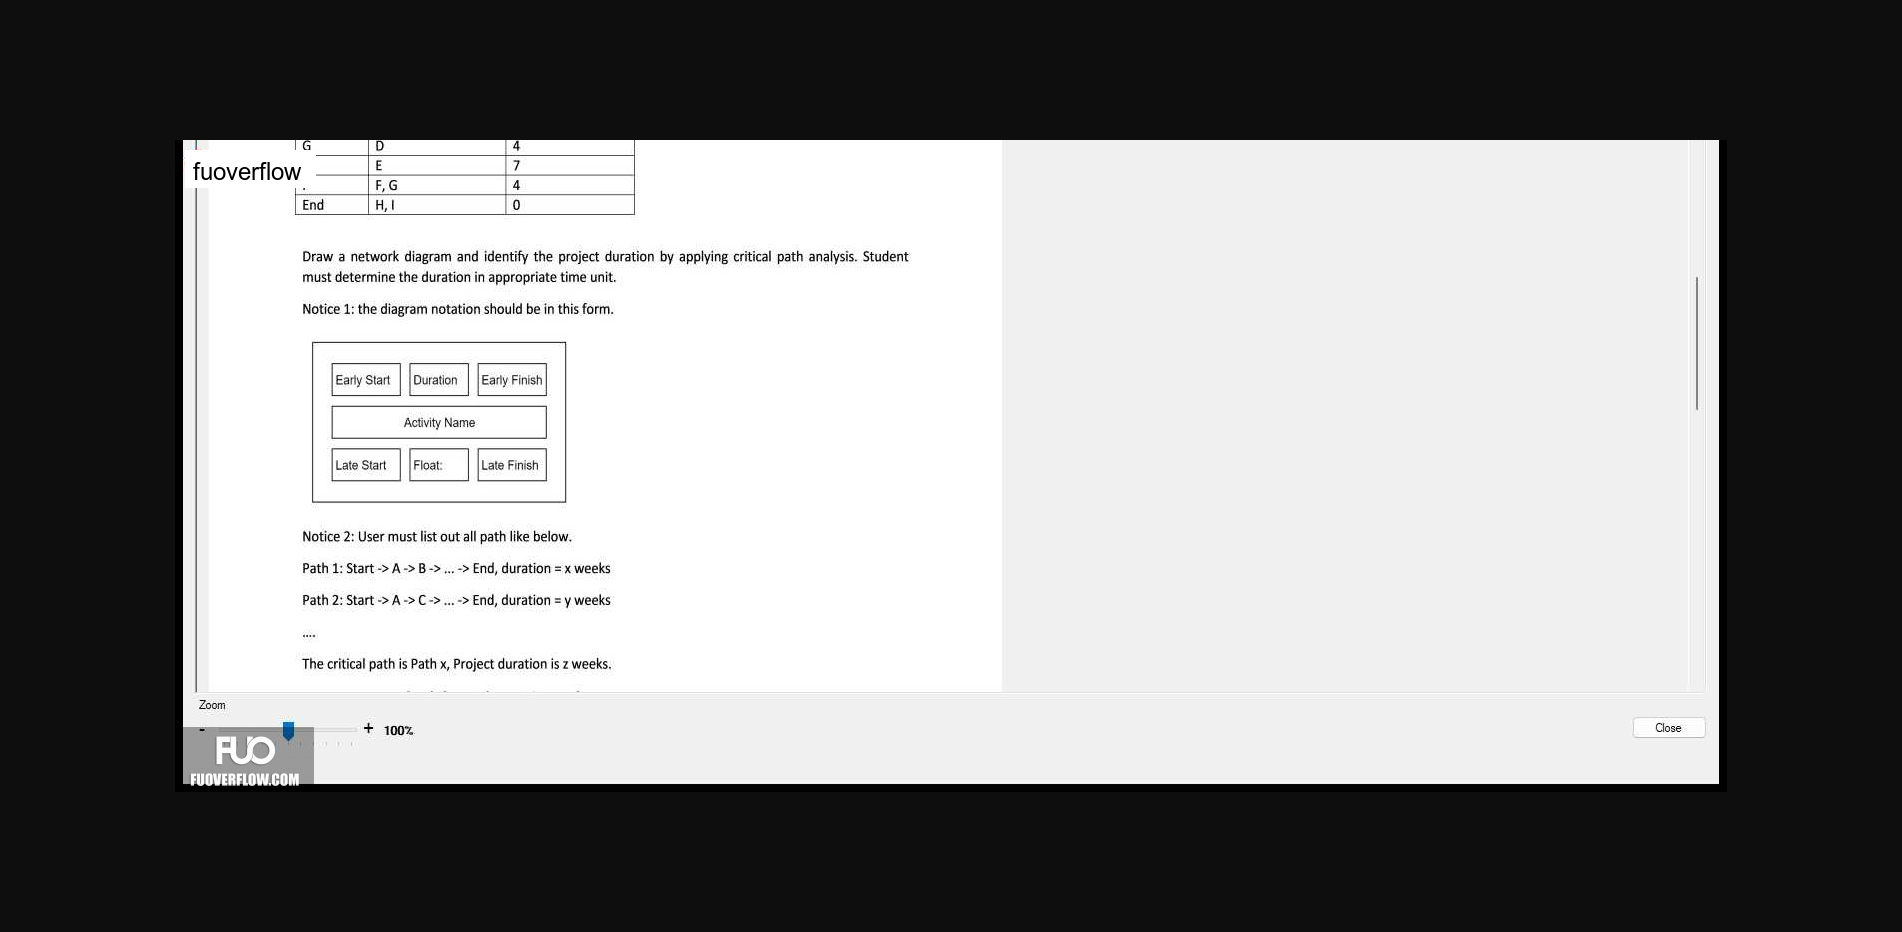 G D 4
fuoverflow
E 7
F, G 4
End H, I 0
Draw a network diagram and identify the project duration by applying critical path analysis. Student
must determine the duration in appropriate time unit.
Notice 1: the diagram notation should be in this form.
Early Start Duration Early Finish
Activity Name
Late Start Float: Late Finish
Notice 2: User must list out all path like below.
Path 1: Start -> A -> B -> ... -> End, duration = x weeks
Path 2: Start -> A -> C -> ... -> End, duration = y weeks
....
The critical path is Path x, Project duration is z weeks.
Zoom
- + 100%
Close
FUO
FUOVERFLOW.COM